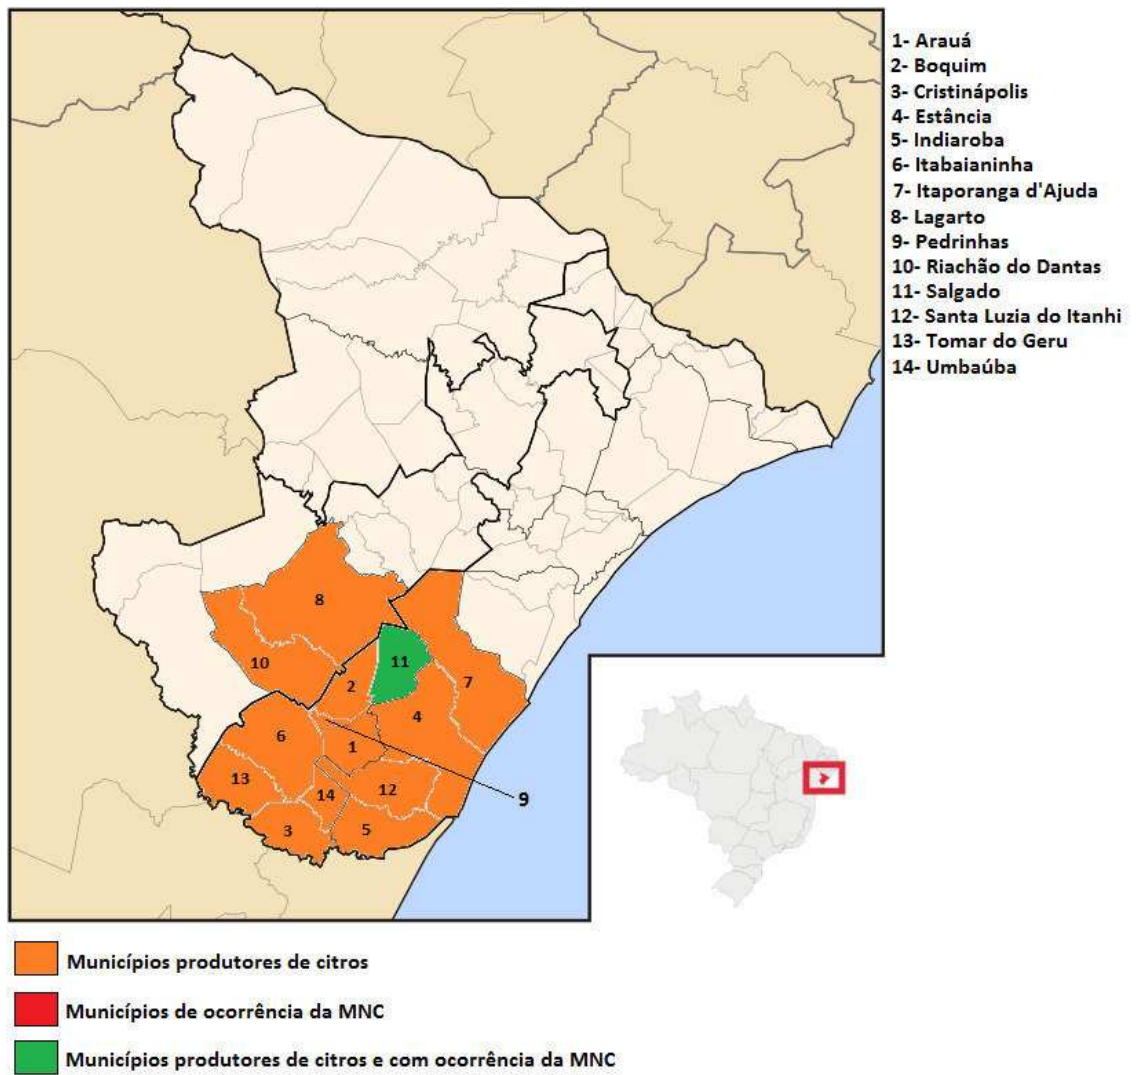 1- Arauá
2- Boquim
3- Cristinápolis
4- Estância
5- Indiaroba
6- Itabaianinha
7- Itaporanga d'Ajuda
8- Lagarto
9- Pedrinhas
10- Riachão do Dantas
11- Salgado
12- Santa Luzia do Itanhi
13- Tomar do Geru
14- Umbaúba
8
10
11
2
7
4
6
1
13
14
12
9
3
5
Municípios produtores de citros
Municípios de ocorrência da MNC
Municípios produtores de citros e com ocorrência da MNC